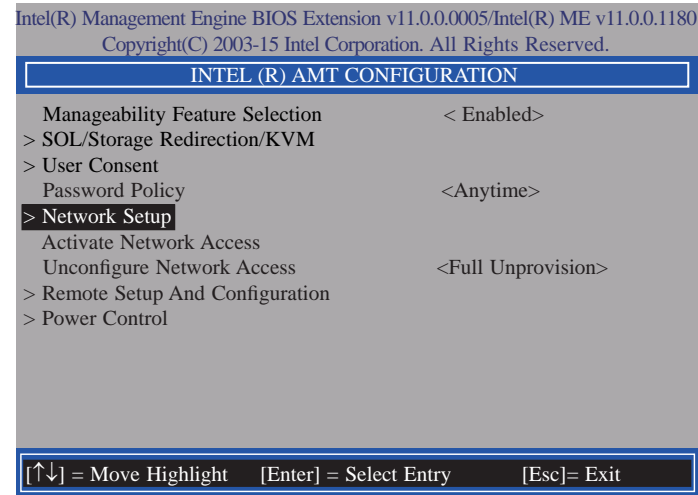 Intel(R) Management Engine BIOS Extension v11.0.0.0005/Intel(R) ME v11.0.0.1180
Copyright(C) 2003-15 Intel Corporation. All Rights Reserved.
INTEL (R) AMT CONFIGURATION
Manageability Feature Selection < Enabled>
> SOL/Storage Redirection/KVM
> User Consent
Password Policy <Anytime>
> Network Setup
Activate Network Access
Unconfigure Network Access <Full Unprovision>
> Remote Setup And Configuration
> Power Control
[↑↓] = Move Highlight [Enter] = Select Entry [Esc]= Exit